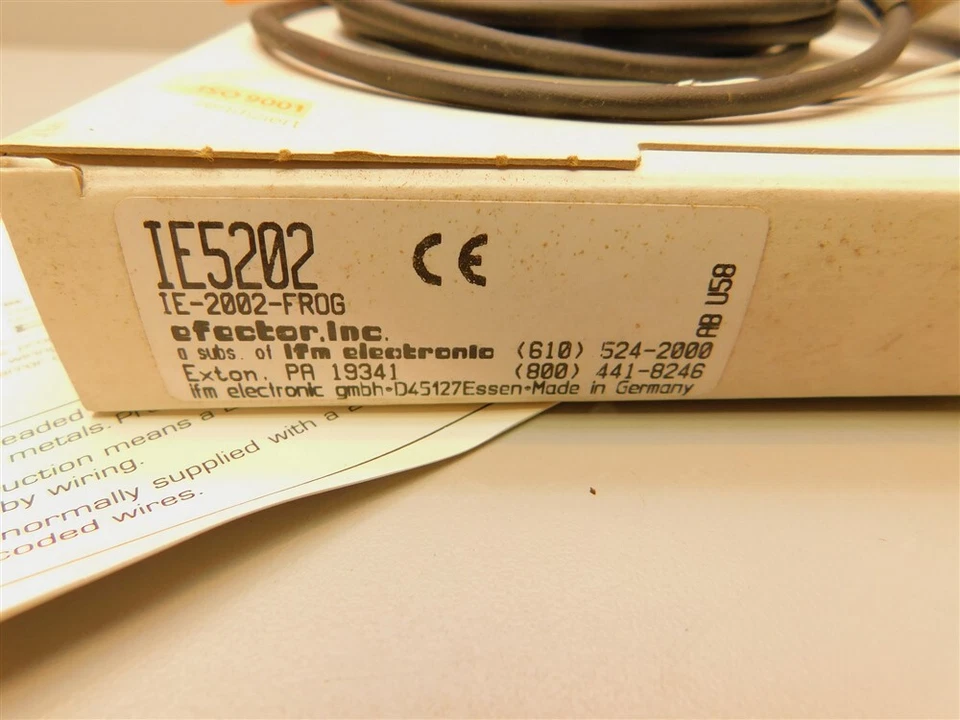 ISO 9001
IE5202
CE
IE-2002-FROG
efector,inc.
a subs. of ifm electronic (610) 524-2000
Exton, PA 19341 (800) 441-8246
ifm electronic gmbh•D45127Essen•Made in Germany
AB U58
eaded
metals.
uction means a
by wiring.
normally supplied with a
coded wires.